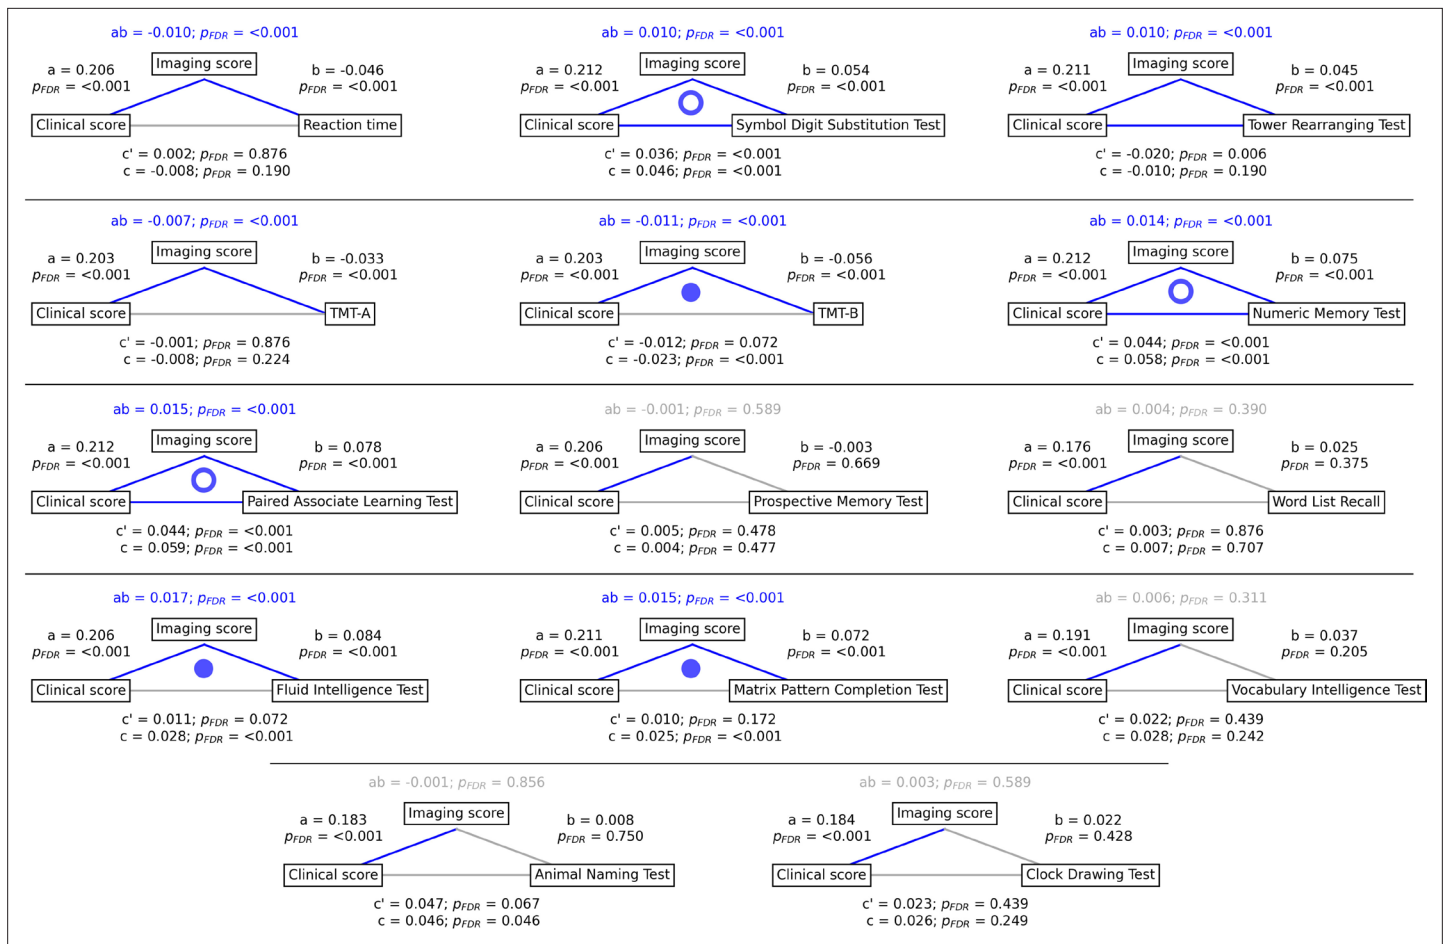 ab = -0.010; pFDR = <0.001
Imaging score
a = 0.206
pFDR = <0.001
b = -0.046
pFDR = <0.001
Clinical score
Reaction time
c' = 0.002; pFDR = 0.876
c = -0.008; pFDR = 0.190
ab = 0.010; pFDR = <0.001
Imaging score
a = 0.212
pFDR = <0.001
b = 0.054
pFDR = <0.001
Clinical score
Symbol Digit Substitution Test
c' = 0.036; pFDR = <0.001
c = 0.046; pFDR = <0.001
ab = 0.010; pFDR = <0.001
Imaging score
a = 0.211
pFDR = <0.001
b = 0.045
pFDR = <0.001
Clinical score
Tower Rearranging Test
c' = -0.020; pFDR = 0.006
c = -0.010; pFDR = 0.190
ab = -0.007; pFDR = <0.001
Imaging score
a = 0.203
pFDR = <0.001
b = -0.033
pFDR = <0.001
Clinical score
TMT-A
c' = -0.001; pFDR = 0.876
c = -0.008; pFDR = 0.224
ab = -0.011; pFDR = <0.001
Imaging score
a = 0.203
pFDR = <0.001
b = -0.056
pFDR = <0.001
Clinical score
TMT-B
c' = -0.012; pFDR = 0.072
c = -0.023; pFDR = <0.001
ab = 0.014; pFDR = <0.001
Imaging score
a = 0.212
pFDR = <0.001
b = 0.075
pFDR = <0.001
Clinical score
Numeric Memory Test
c' = 0.044; pFDR = <0.001
c = 0.058; pFDR = <0.001
ab = 0.015; pFDR = <0.001
Imaging score
a = 0.212
pFDR = <0.001
b = 0.078
pFDR = <0.001
Clinical score
Paired Associate Learning Test
c' = 0.044; pFDR = <0.001
c = 0.059; pFDR = <0.001
ab = -0.001; pFDR = 0.589
Imaging score
a = 0.206
pFDR = <0.001
b = -0.003
pFDR = 0.669
Clinical score
Prospective Memory Test
c' = 0.005; pFDR = 0.478
c = 0.004; pFDR = 0.477
ab = 0.004; pFDR = 0.390
Imaging score
a = 0.176
pFDR = <0.001
b = 0.025
pFDR = 0.375
Clinical score
Word List Recall
c' = 0.003; pFDR = 0.876
c = 0.007; pFDR = 0.707
ab = 0.017; pFDR = <0.001
Imaging score
a = 0.206
pFDR = <0.001
b = 0.084
pFDR = <0.001
Clinical score
Fluid Intelligence Test
c' = 0.011; pFDR = 0.072
c = 0.028; pFDR = <0.001
ab = 0.015; pFDR = <0.001
Imaging score
a = 0.211
pFDR = <0.001
b = 0.072
pFDR = <0.001
Clinical score
Matrix Pattern Completion Test
c' = 0.010; pFDR = 0.172
c = 0.025; pFDR = <0.001
ab = 0.006; pFDR = 0.311
Imaging score
a = 0.191
pFDR = <0.001
b = 0.037
pFDR = 0.205
Clinical score
Vocabulary Intelligence Test
c' = 0.022; pFDR = 0.439
c = 0.028; pFDR = 0.242
ab = -0.001; pFDR = 0.856
Imaging score
a = 0.183
pFDR = <0.001
b = 0.008
pFDR = 0.750
Clinical score
Animal Naming Test
c' = 0.047; pFDR = 0.067
c = 0.046; pFDR = 0.046
ab = 0.003; pFDR = 0.589
Imaging score
a = 0.184
pFDR = <0.001
b = 0.022
pFDR = 0.428
Clinical score
Clock Drawing Test
c' = 0.023; pFDR = 0.439
c = 0.026; pFDR = 0.249